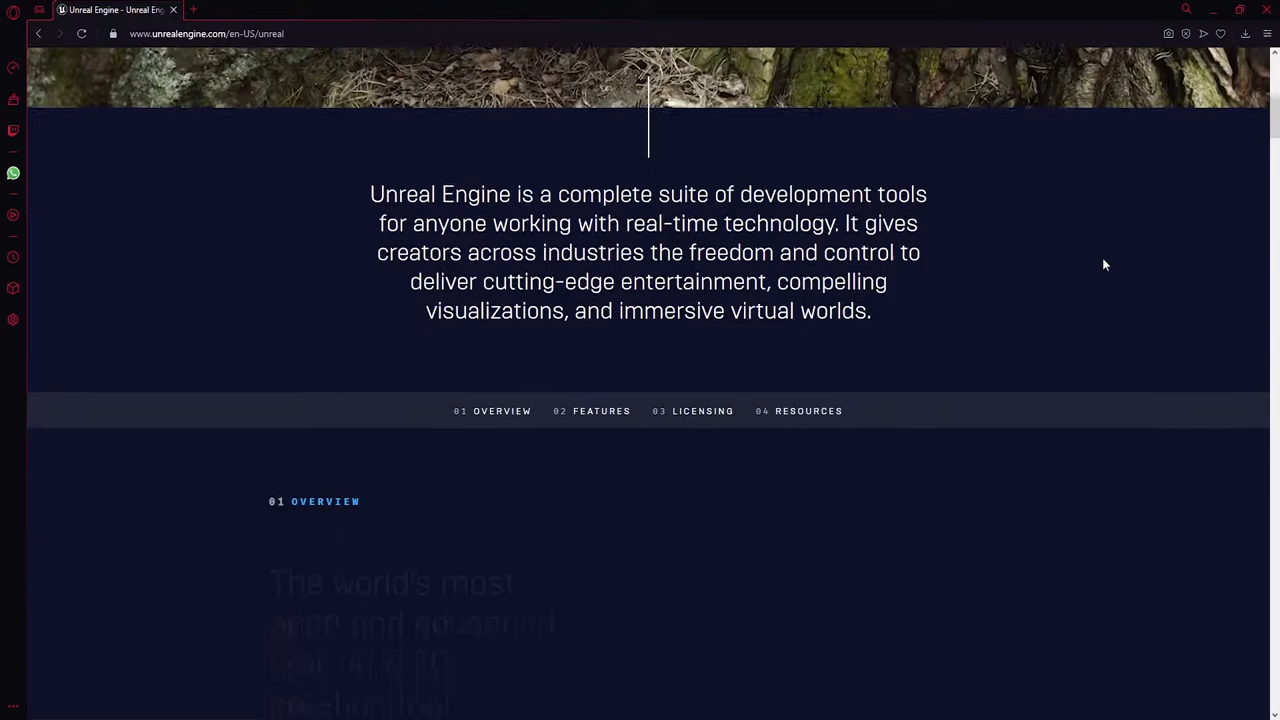 Unreal Engine - Unreal Eng
www.unrealengine.com/en-US/unreal
Unreal Engine is a complete suite of development tools
for anyone working with real-time technology. It gives
creators across industries the freedom and control to
deliver cutting-edge entertainment, compelling
visualizations, and immersive virtual worlds.
01 OVERVIEW 02 FEATURES 03 LICENSING 04 RESOURCES
01 OVERVIEW
The world's most
and